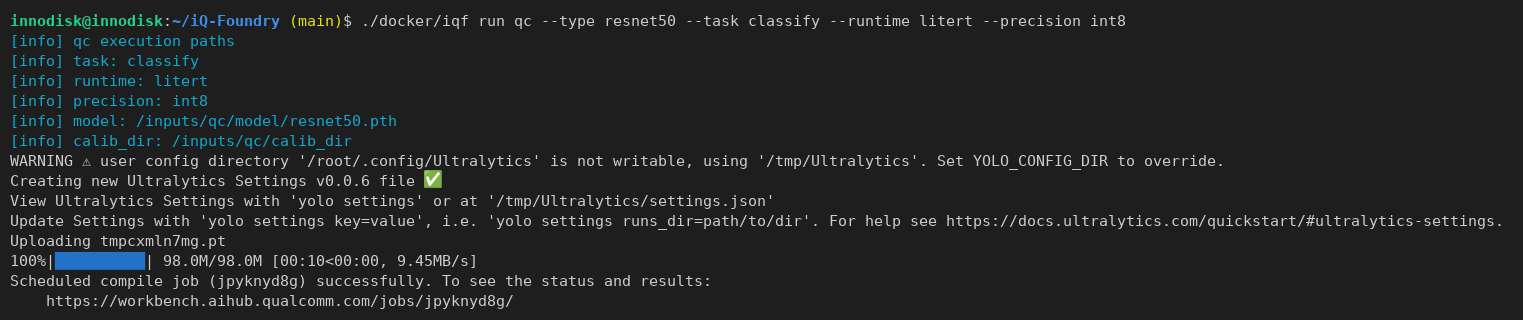 innodisk@innodisk:~/iQ-Foundry (main)$ ./docker/iqf run qc --type resnet50 --task classify --runtime litert --precision int8
[info] qc execution paths
[info] task: classify
[info] runtime: litert
[info] precision: int8
[info] model: /inputs/qc/model/resnet50.pth
[info] calib_dir: /inputs/qc/calib_dir
WARNING ⚠ user config directory '/root/.config/Ultralytics' is not writable, using '/tmp/Ultralytics'. Set YOLO_CONFIG_DIR to override.
Creating new Ultralytics Settings v0.0.6 file ✅
View Ultralytics Settings with 'yolo settings' or at '/tmp/Ultralytics/settings.json'
Update Settings with 'yolo settings key=value', i.e. 'yolo settings runs_dir=path/to/dir'. For help see https://docs.ultralytics.com/quickstart/#ultralytics-settings.
Uploading tmpcxmln7mg.pt
100%|██████████| 98.0M/98.0M [00:10<00:00, 9.45MB/s]
Scheduled compile job (jpyknyd8g) successfully. To see the status and results:
    https://workbench.aihub.qualcomm.com/jobs/jpyknyd8g/